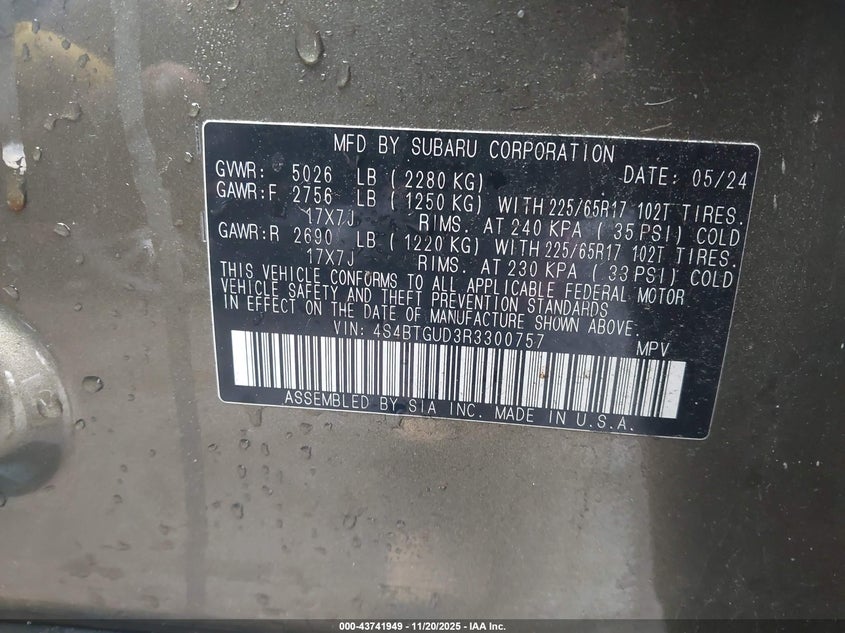 MFD BY SUBARU CORPORATION
GVWR: 5026 LB ( 2280 KG) DATE: 05/24
GAWR:F 2756 LB ( 1250 KG) WITH 225/65R17 102T TIRES.
17X7J RIMS. AT 240 KPA ( 35 PSI) COLD
GAWR:R 2690 LB ( 1220 KG) WITH 225/65R17 102T TIRES.
17X7J RIMS. AT 230 KPA ( 33 PSI) COLD
THIS VEHICLE CONFORMS TO ALL APPLICABLE FEDERAL MOTOR
VEHICLE SAFETY AND THEFT PREVENTION STANDARDS
IN EFFECT ON THE DATE OF MANUFACTURE SHOWN ABOVE.
VIN: 4S4BTGUD3R3300757 MPV
ASSEMBLED BY SIA INC. MADE IN U.S.A.
000-43741949 - 11/20/2025 - IAA Inc.